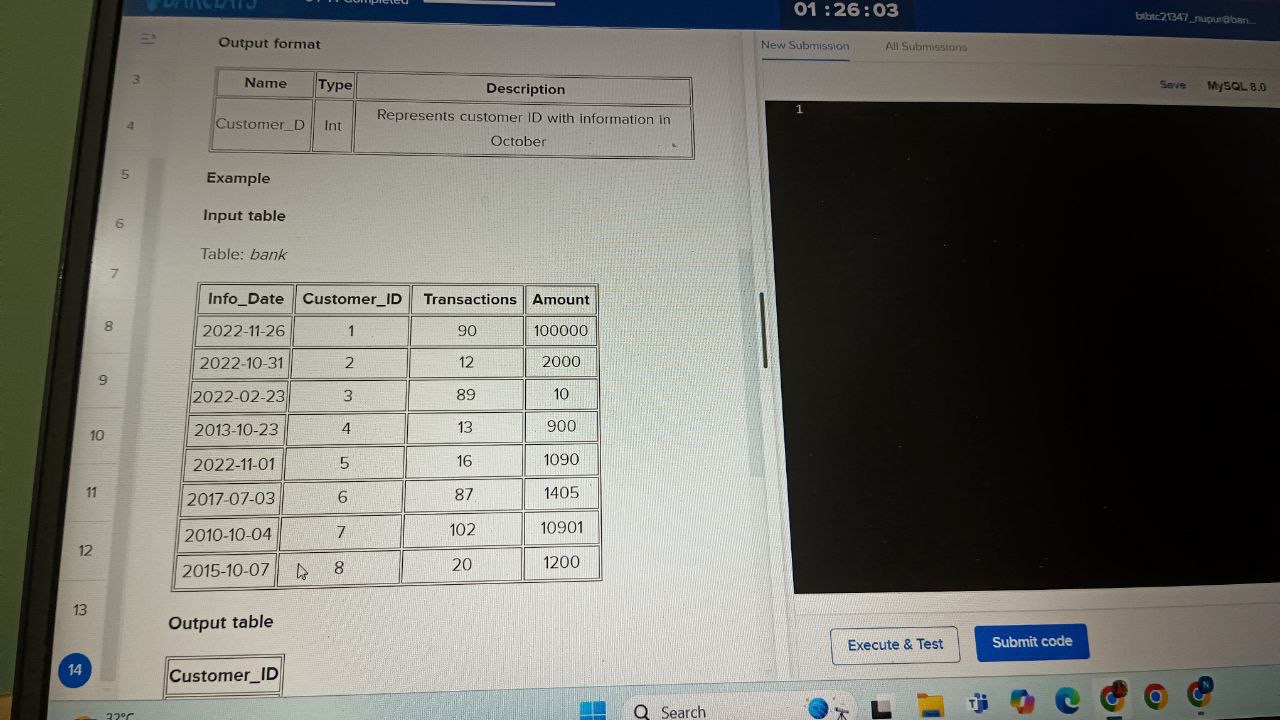 BARCLAYS
Completed
01 : 26 : 03
Output format
Name Type Description
Customer_D Int Represents customer ID with information in
October
Example
Input table
Table: bank
Info_Date Customer_ID Transactions Amount
2022-11-26 1 90 100000
2022-10-31 2 12 2000
2022-02-23 3 89 10
2013-10-23 4 13 900
2022-11-01 5 16 1090
2017-07-03 6 87 1405
2010-10-04 7 102 10901
2015-10-07 8 20 1200
Output table
Customer_ID
3
4
5
6
7
8
9
10
11
12
13
14
New Submission All Submissions
Save MySQL 8.0
1
Execute & Test Submit code
32°C
Search
N